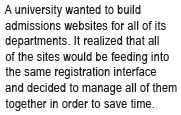 A university wanted to build
admissions websites for all of its
departments. It realized that all
of the sites would be feeding into
the same registration interface
and decided to manage all of them
together in order to save time.